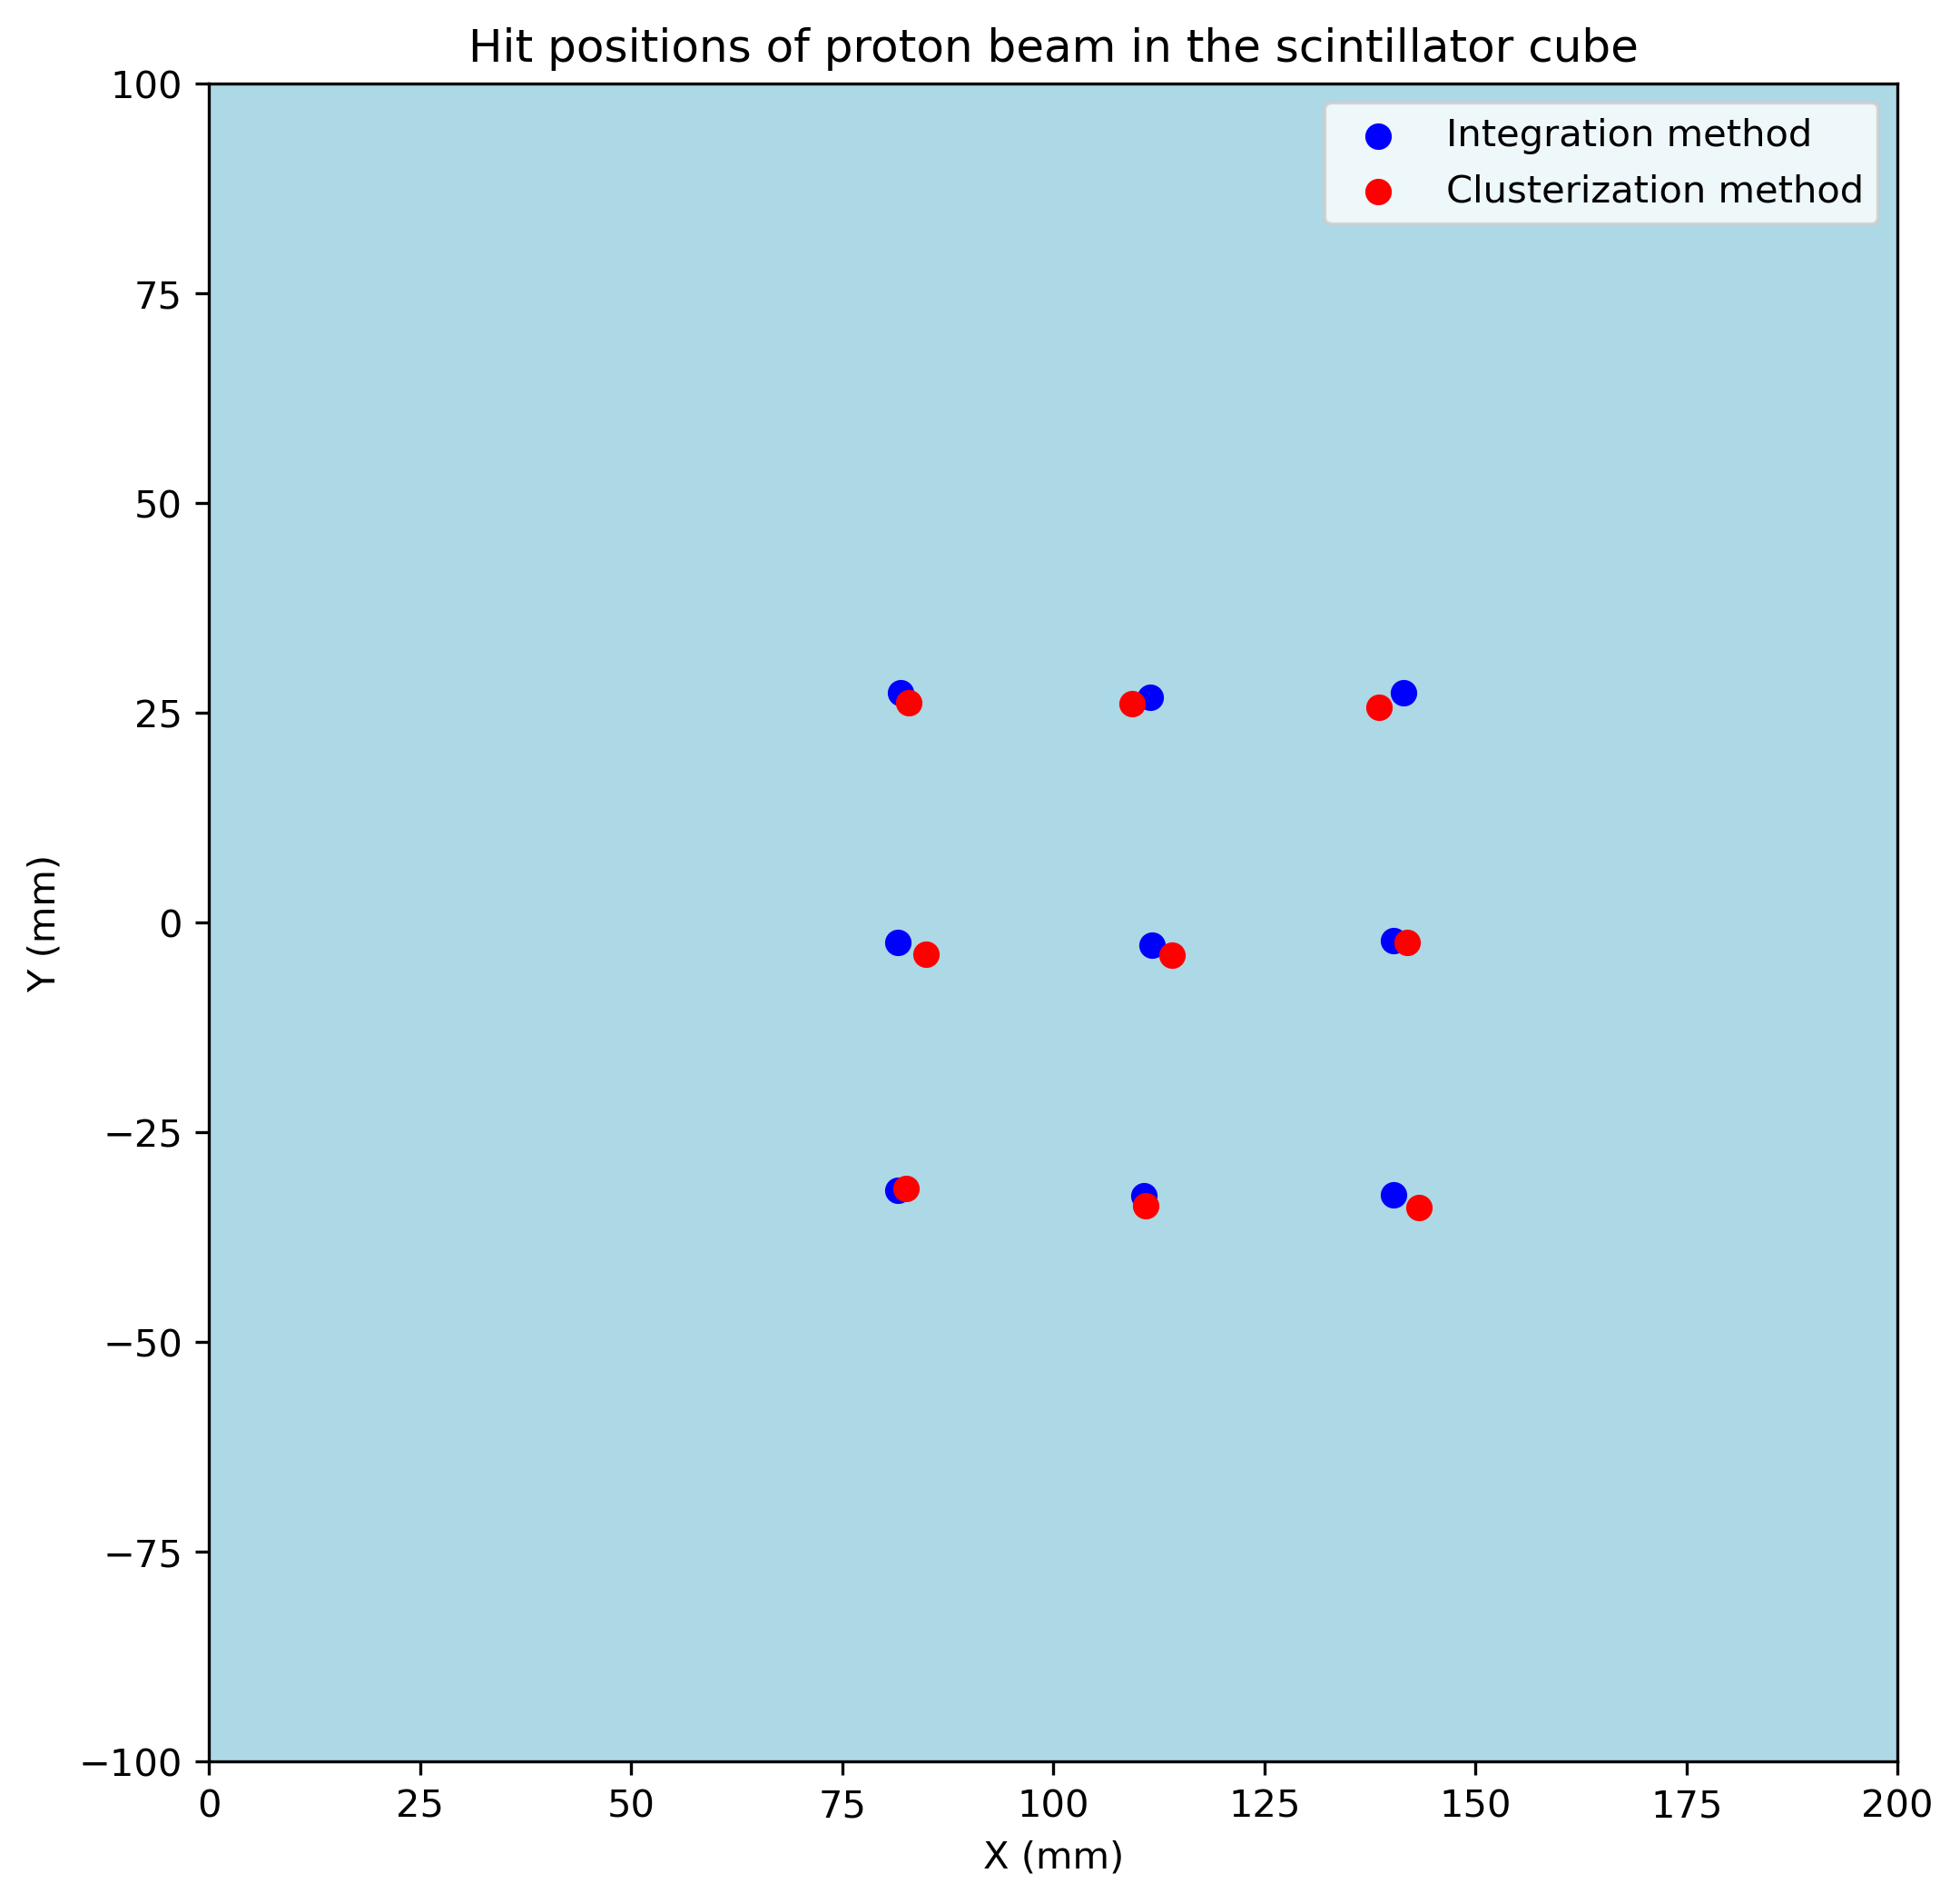 Hit positions of proton beam in the scintillator cube
Integration method
Clusterization method
100
75
50
25
0
−25
−50
−75
−100
Y (mm)
0 25 50 75 100 125 150 175 200
X (mm)